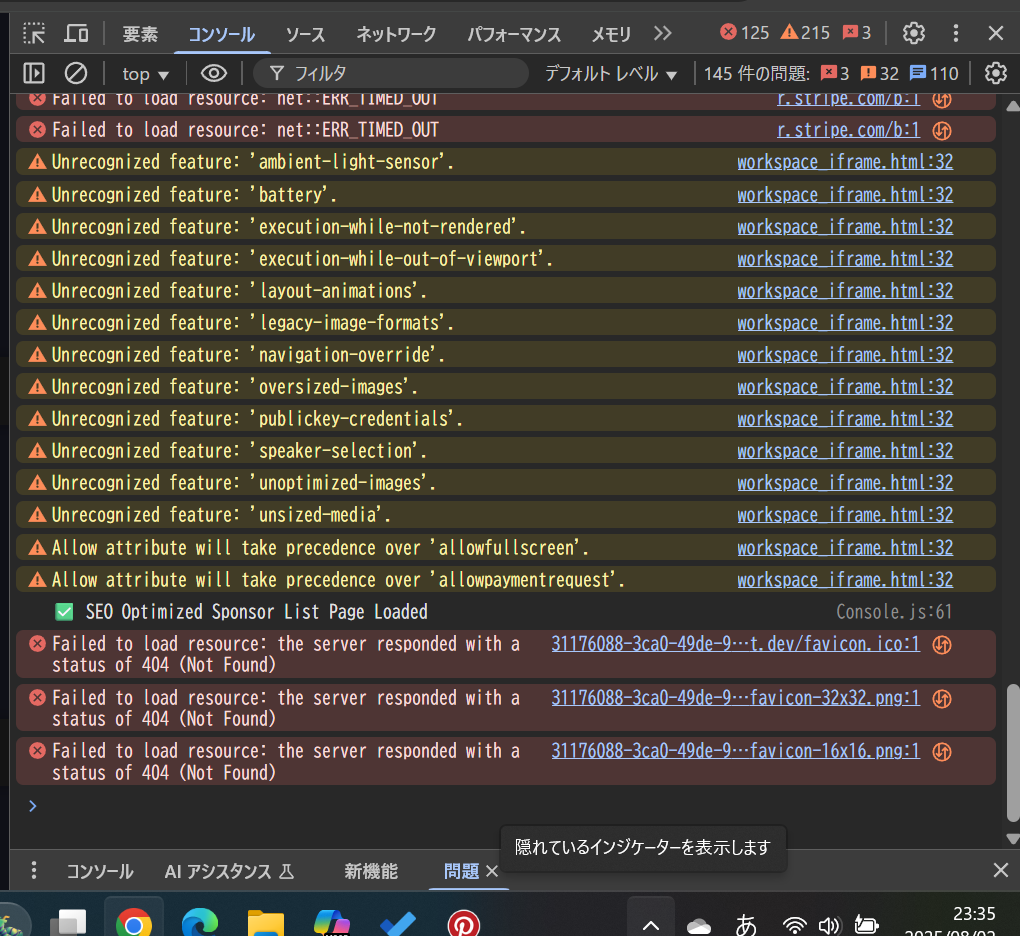 要素 コンソール ソース ネットワーク パフォーマンス メモリ 125 215 3
top フィルタ デフォルト レベル 145 件の問題: 3 32 110
Failed to load resource: net::ERR_TIMED_OUT r.stripe.com/b:1
Failed to load resource: net::ERR_TIMED_OUT r.stripe.com/b:1
Unrecognized feature: 'ambient-light-sensor'. workspace_iframe.html:32
Unrecognized feature: 'battery'. workspace_iframe.html:32
Unrecognized feature: 'execution-while-not-rendered'. workspace_iframe.html:32
Unrecognized feature: 'execution-while-out-of-viewport'. workspace_iframe.html:32
Unrecognized feature: 'layout-animations'. workspace_iframe.html:32
Unrecognized feature: 'legacy-image-formats'. workspace_iframe.html:32
Unrecognized feature: 'navigation-override'. workspace_iframe.html:32
Unrecognized feature: 'oversized-images'. workspace_iframe.html:32
Unrecognized feature: 'publickey-credentials'. workspace_iframe.html:32
Unrecognized feature: 'speaker-selection'. workspace_iframe.html:32
Unrecognized feature: 'unoptimized-images'. workspace_iframe.html:32
Unrecognized feature: 'unsized-media'. workspace_iframe.html:32
Allow attribute will take precedence over 'allowfullscreen'. workspace_iframe.html:32
Allow attribute will take precedence over 'allowpaymentrequest'. workspace_iframe.html:32
✅ SEO Optimized Sponsor List Page Loaded Console.js:61
Failed to load resource: the server responded with a 31176088-3ca0-49de-9…t.dev/favicon.ico:1
status of 404 (Not Found)
Failed to load resource: the server responded with a 31176088-3ca0-49de-9…favicon-32x32.png:1
status of 404 (Not Found)
Failed to load resource: the server responded with a 31176088-3ca0-49de-9…favicon-16x16.png:1
status of 404 (Not Found)
隠れているインジケーターを表示します
コンソール AI アシスタンス 新機能 問題
あ 23:35
2025/08/02